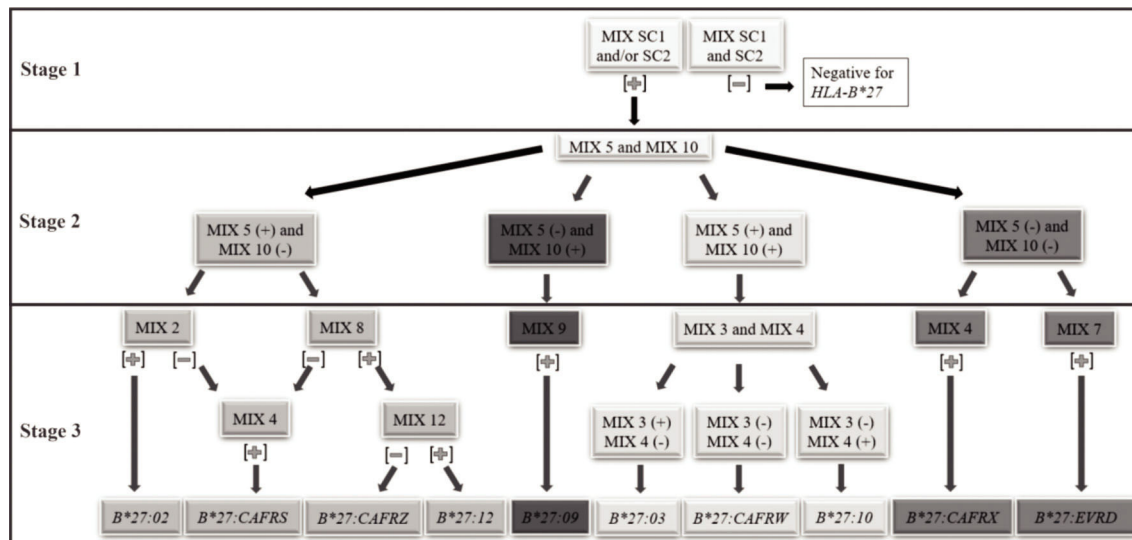 Stage 1
MIX SC1
and/or SC2
[+]
MIX SC1
and SC2
[-]
Negative for
HLA-B*27
Stage 2
MIX 5 and MIX 10
MIX 5 (+) and
MIX 10 (-)
MIX 5 (-) and
MIX 10 (+)
MIX 5 (+) and
MIX 10 (+)
MIX 5 (-) and
MIX 10 (-)
Stage 3
MIX 2
[+] [-]
MIX 8
[-] [+]
MIX 9
[+]
MIX 3 and MIX 4
MIX 4
[+]
MIX 7
[+]
MIX 4
[+]
MIX 12
[-] [+]
MIX 3 (+)
MIX 4 (-)
MIX 3 (-)
MIX 4 (-)
MIX 3 (-)
MIX 4 (+)
B*27:02
B*27:CAFRS
B*27:CAFRZ
B*27:12
B*27:09
B*27:03
B*27:CAFRW
B*27:10
B*27:CAFRX
B*27:EVRD